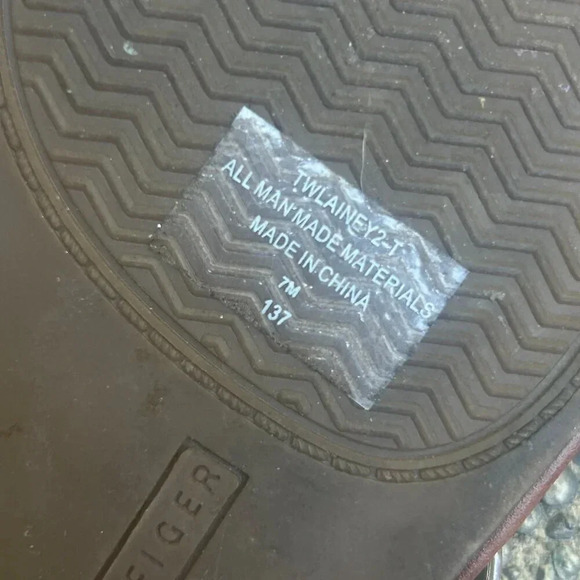 TWLAINEY2-T
ALL MAN MADE MATERIALS
MADE IN CHINA
7M
137
FIGER